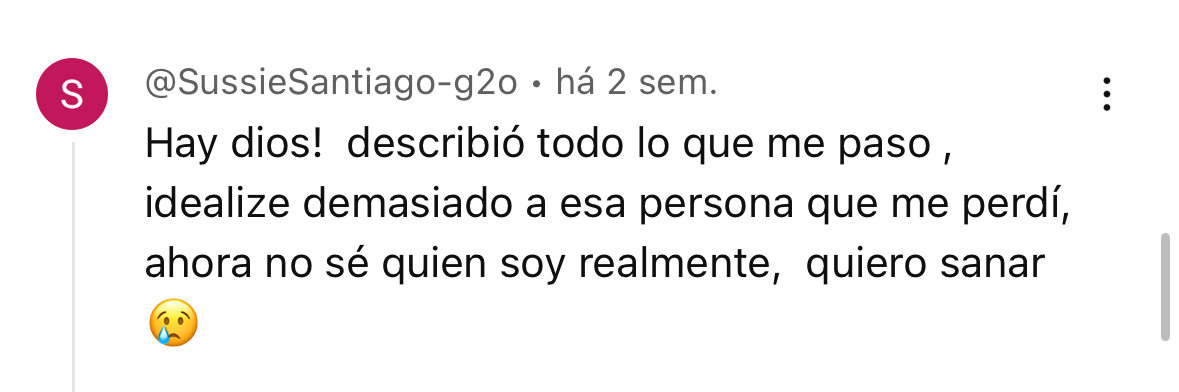 S
@SussieSantiago-g2o • há 2 sem.
Hay dios!  describió todo lo que me paso ,
idealize demasiado a esa persona que me perdí,
ahora no sé quien soy realmente,  quiero sanar
😢